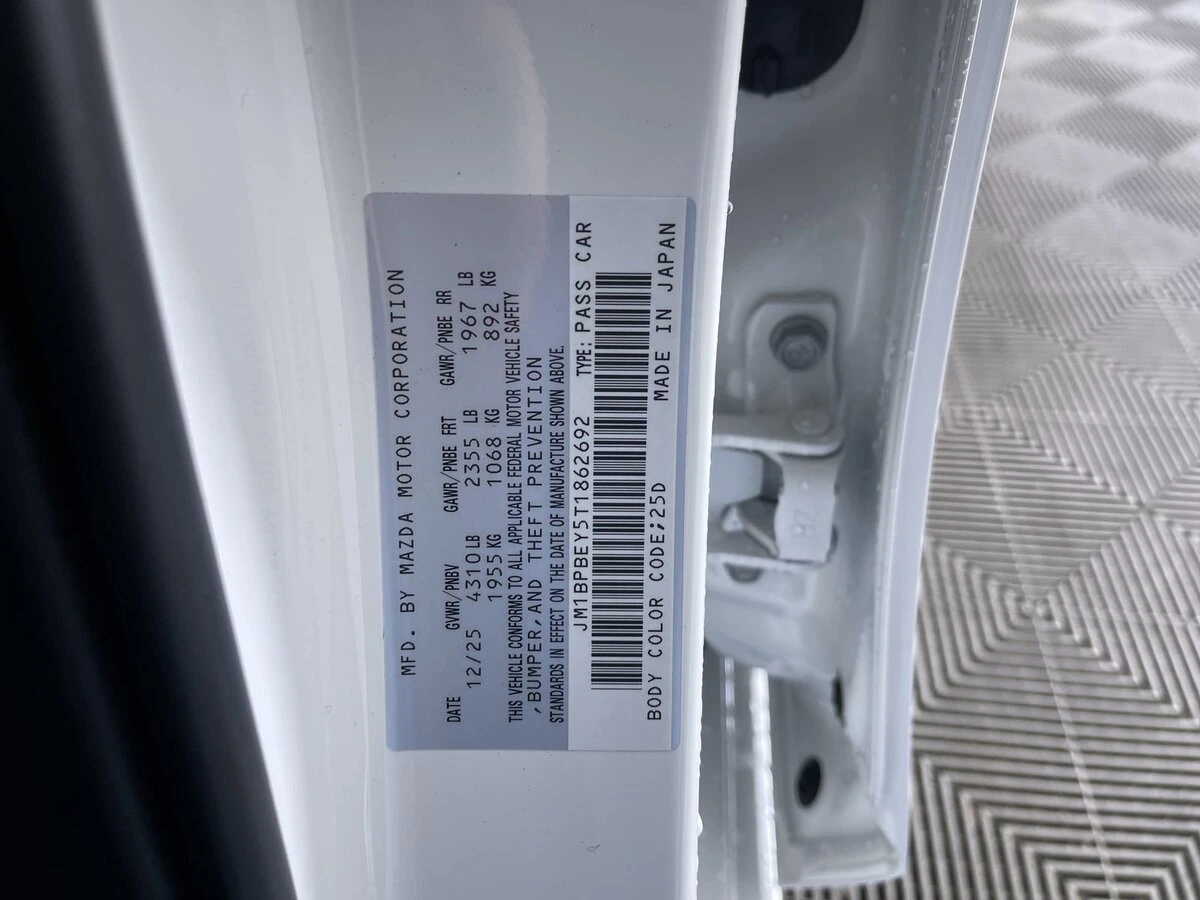 MFD. BY MAZDA MOTOR CORPORATION
DATE GVWR/PNBV GAWR/PNBE FRT GAWR/PNBE RR
12/25 4310 LB 2355 LB 1967 LB
1955 KG 1068 KG 892 KG
THIS VEHICLE CONFORMS TO ALL APPLICABLE FEDERAL MOTOR VEHICLE SAFETY
,BUMPER,AND THEFT PREVENTION
STANDARDS IN EFFECT ON THE DATE OF MANUFACTURE SHOWN ABOVE.
JM1BPBEY5T1862692 TYPE: PASS CAR
BODY COLOR CODE;25D MADE IN JAPAN
97